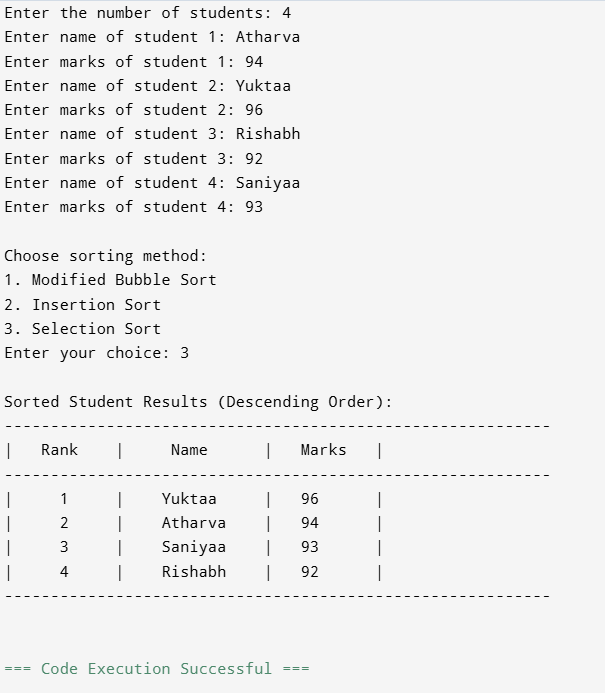 Enter the number of students: 4
Enter name of student 1: Atharva
Enter marks of student 1: 94
Enter name of student 2: Yuktaa
Enter marks of student 2: 96
Enter name of student 3: Rishabh
Enter marks of student 3: 92
Enter name of student 4: Saniyaa
Enter marks of student 4: 93

Choose sorting method:
1. Modified Bubble Sort
2. Insertion Sort
3. Selection Sort
Enter your choice: 3

Sorted Student Results (Descending Order):
-----------------------------------------------------------
|   Rank    |     Name      |   Marks   |
-----------------------------------------------------------
|     1     |    Yuktaa     |   96      |
|     2     |    Atharva    |   94      |
|     3     |    Saniyaa    |   93      |
|     4     |    Rishabh    |   92      |
-----------------------------------------------------------

=== Code Execution Successful ===